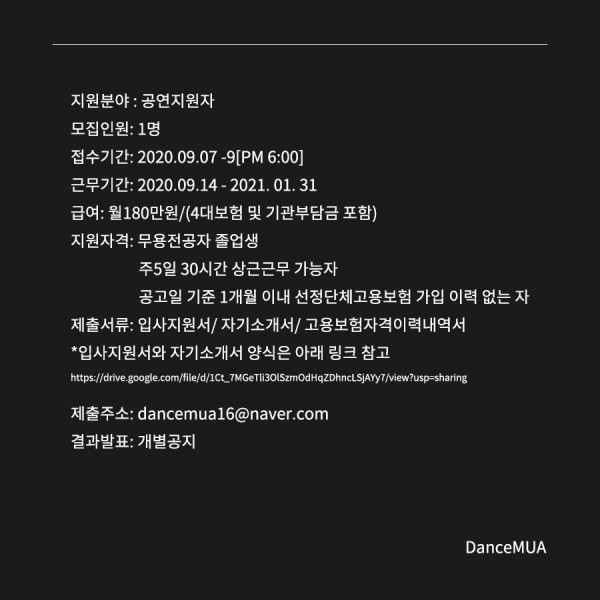 지원분야 : 공연지원자
모집인원: 1명
접수기간: 2020.09.07 -9[PM 6:00]
근무기간: 2020.09.14 - 2021. 01. 31
급여: 월180만원/(4대보험 및 기관부담금 포함)
지원자격: 무용전공자 졸업생
주5일 30시간 상근근무 가능자
공고일 기준 1개월 이내 선정단체고용보험 가입 이력 없는 자
제출서류: 입사지원서/ 자기소개서/ 고용보험자격이력내역서
*입사지원서와 자기소개서 양식은 아래 링크 참고
https://drive.google.com/file/d/1Ct_7MGeTli3OlSzmOdHqZDhncLSjAYy7/view?usp=sharing
제출주소: dancemua16@naver.com
결과발표: 개별공지
DanceMUA